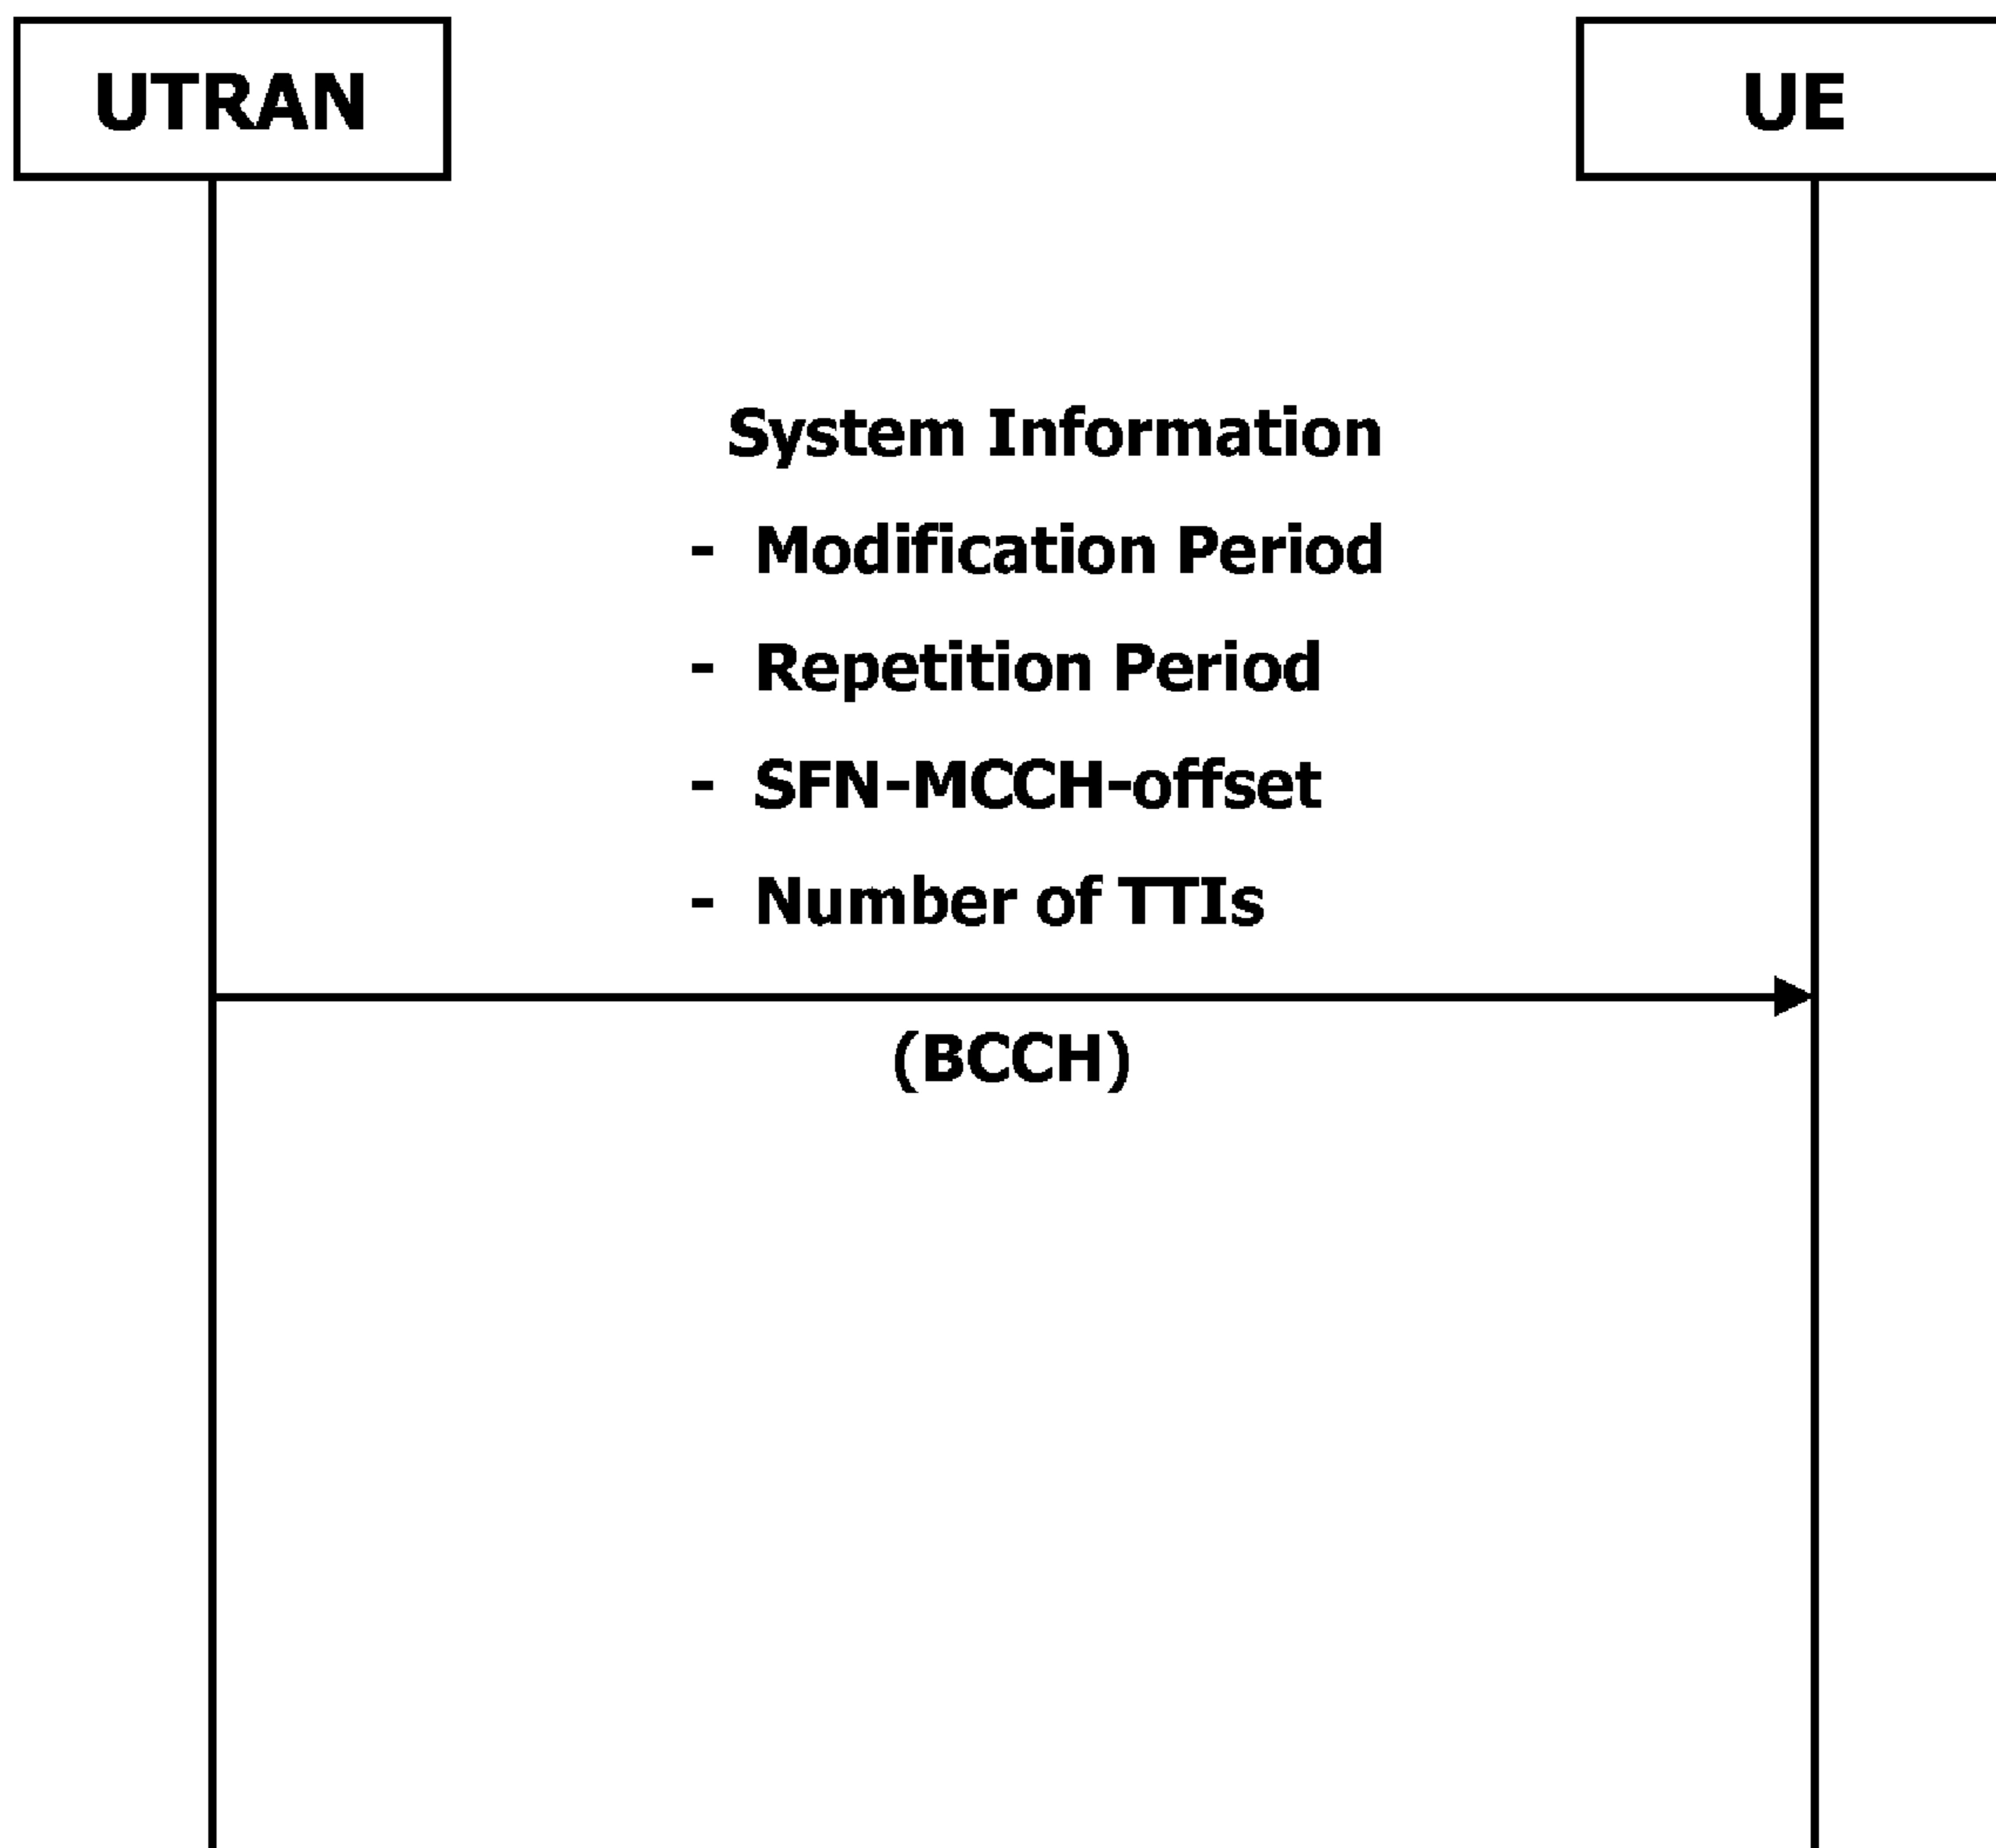 UTRAN
UE
System Information
- Modification Period
- Repetition Period
- SFN-MCCH-offset
- Number of TTIs
(BCCH)